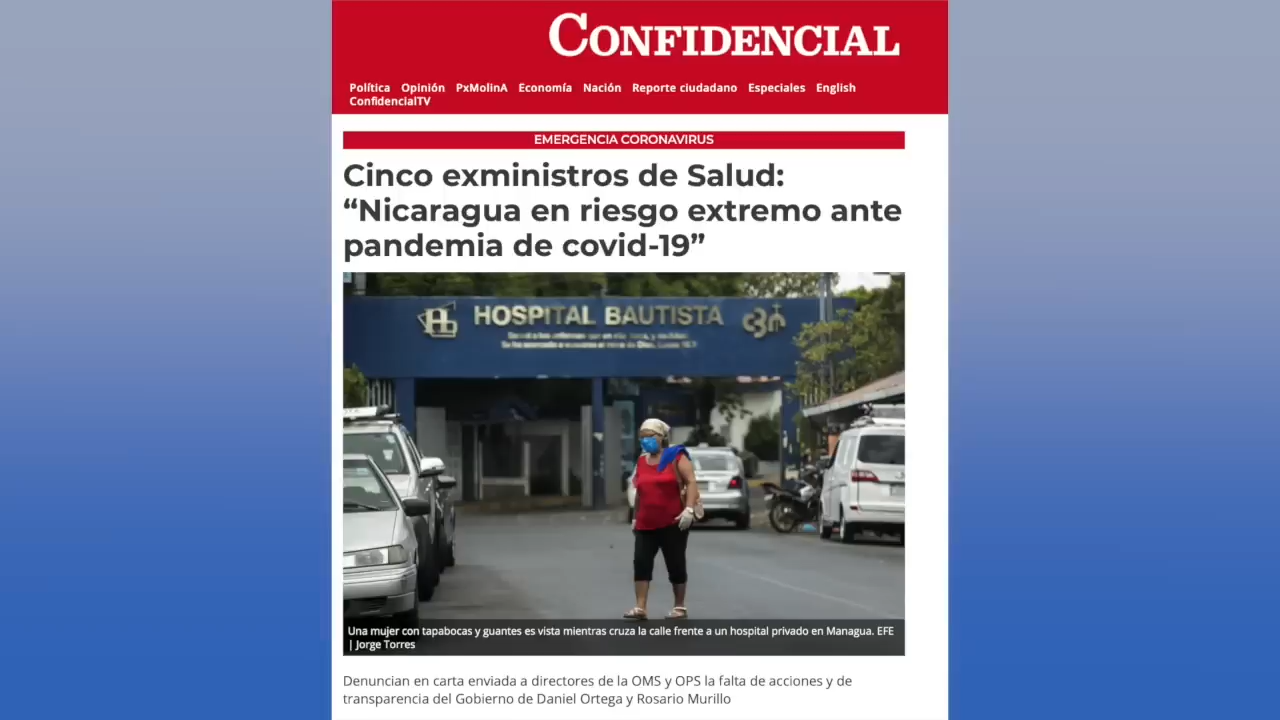 CONFIDENCIAL
Política Opinión PxMolinA Economía Nación Reporte ciudadano Especiales English
ConfidencialTV
EMERGENCIA CORONAVIRUS
Cinco exministros de Salud:
“Nicaragua en riesgo extremo ante
pandemia de covid-19”
HOSPITAL BAUTISTA
Una mujer con tapabocas y guantes es vista mientras cruza la calle frente a un hospital privado en Managua. EFE
| Jorge Torres
Denuncian en carta enviada a directores de la OMS y OPS la falta de acciones y de
transparencia del Gobierno de Daniel Ortega y Rosario Murillo